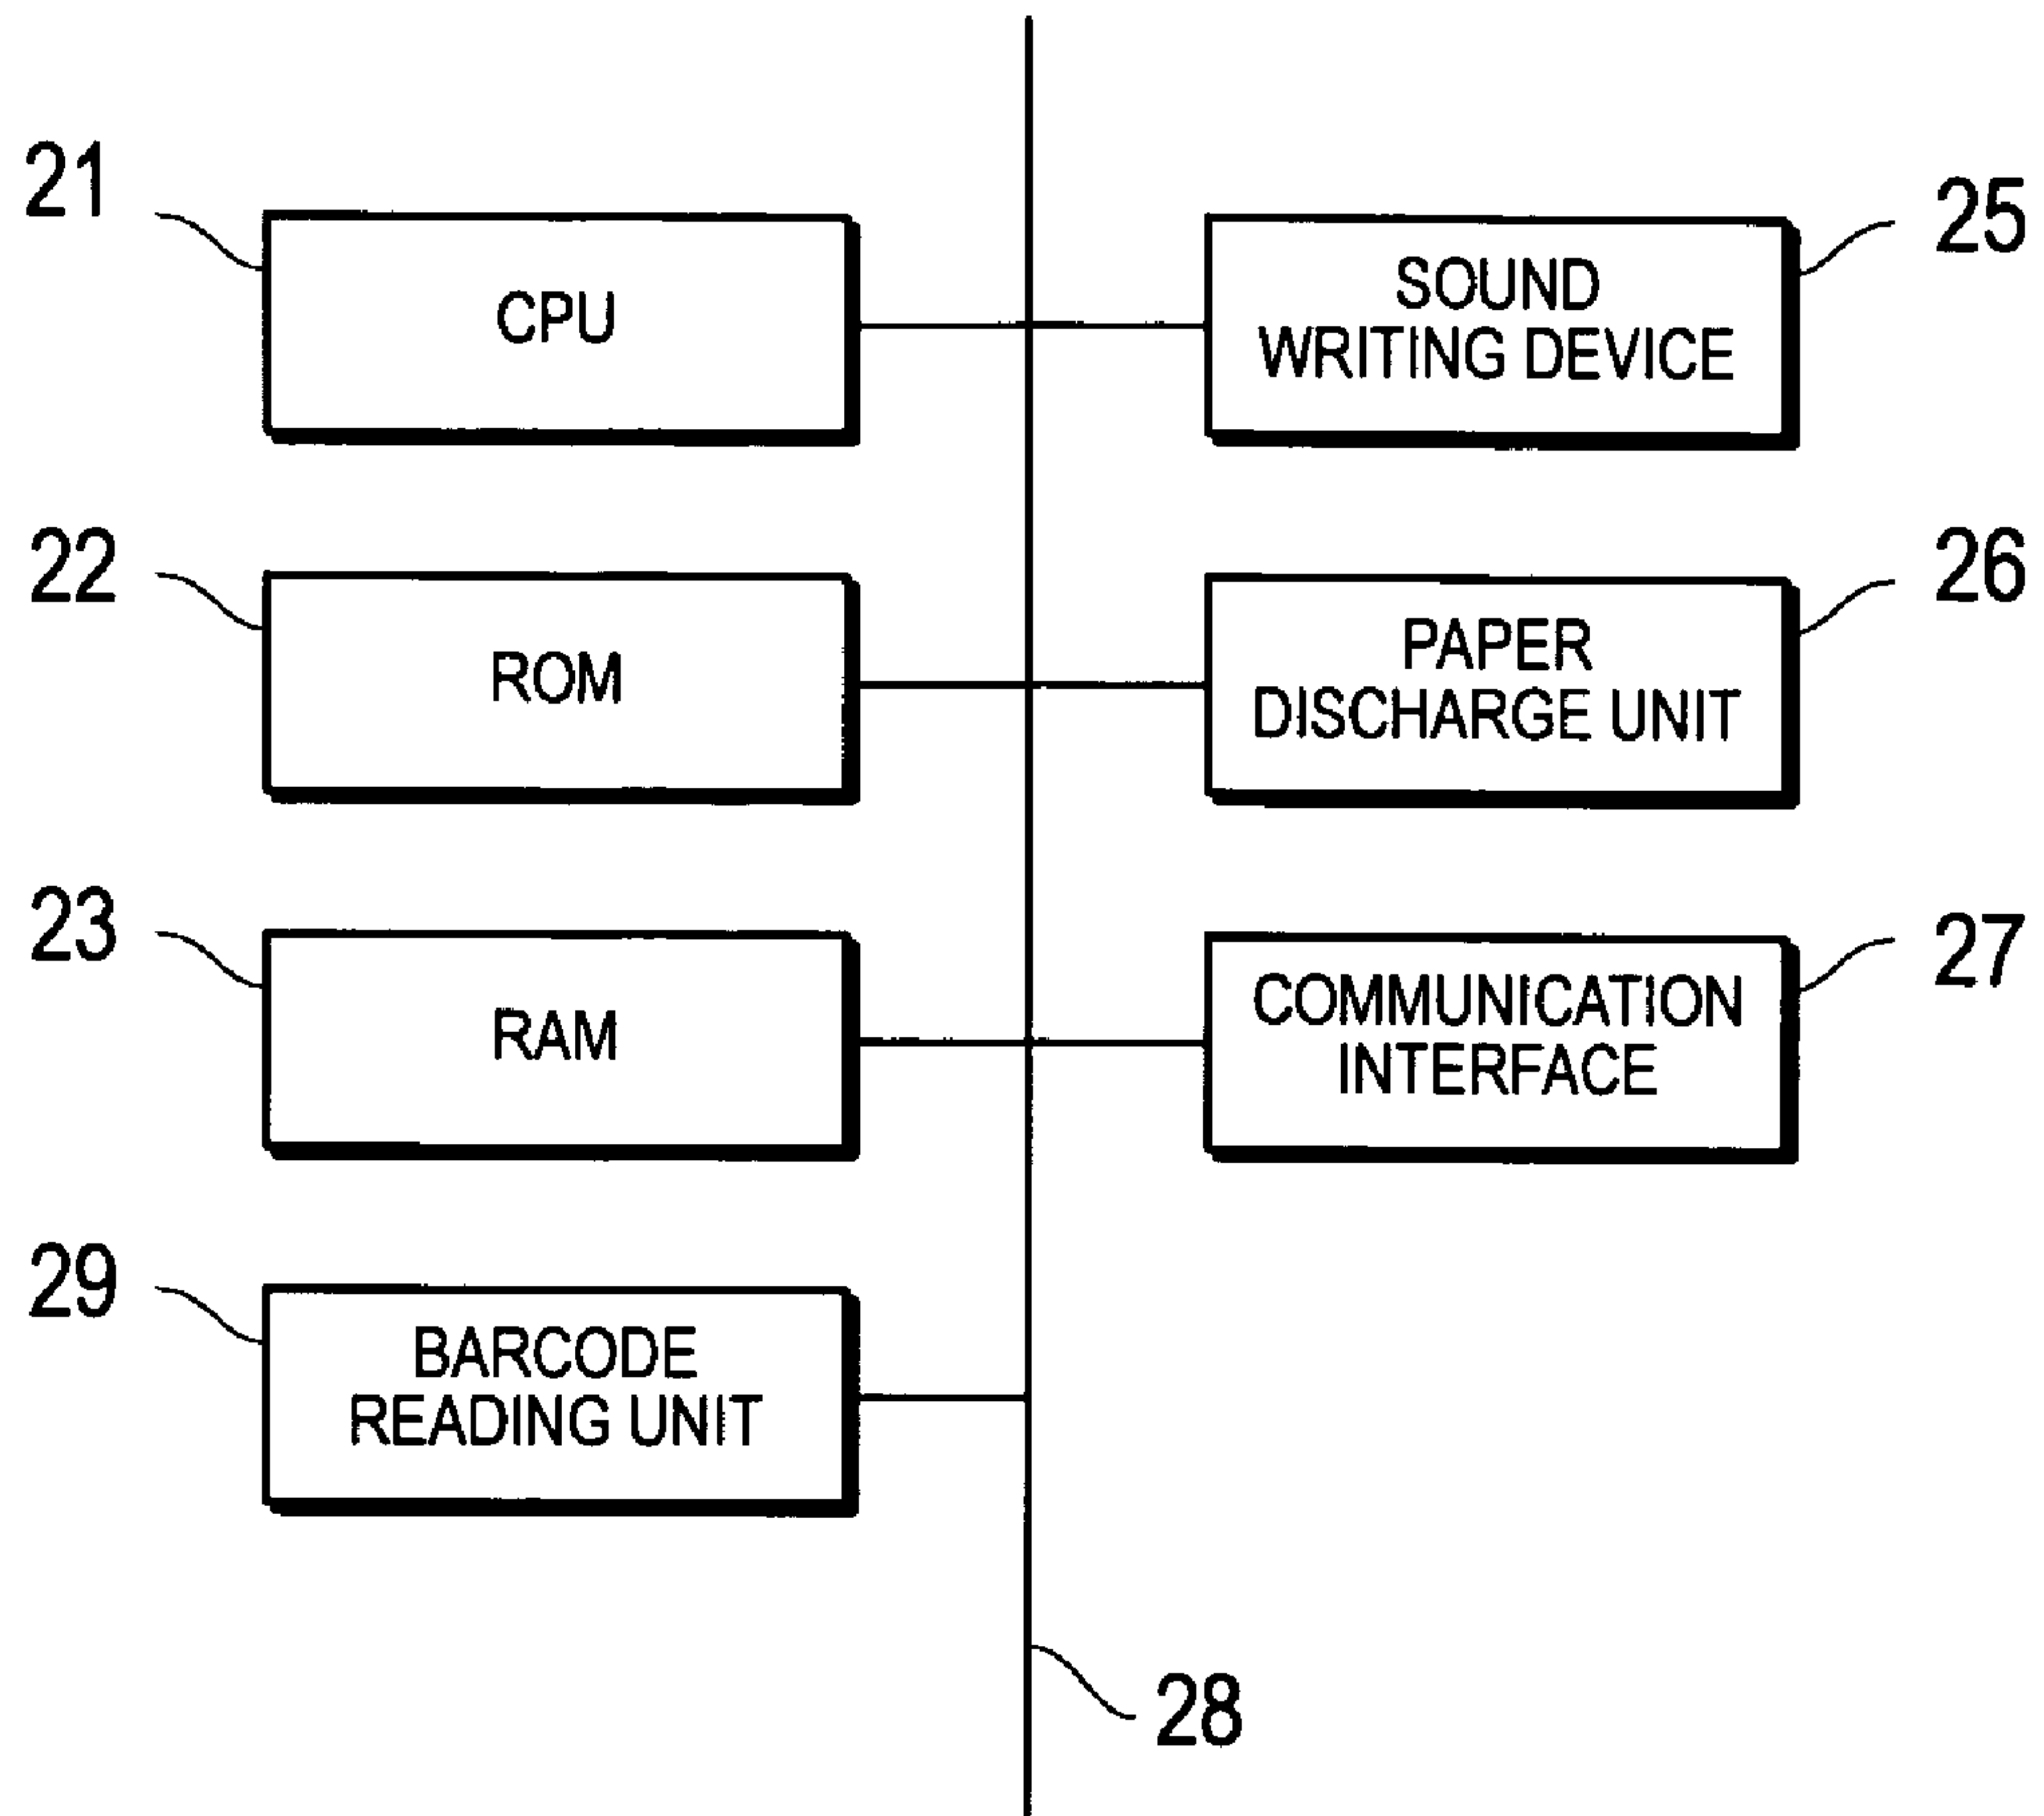 21
CPU
25
SOUND
WRITING DEVICE
22
ROM
26
PAPER
DISCHARGE UNIT
23
RAM
27
COMMUNICATION
INTERFACE
29
BARCODE
READING UNIT
28